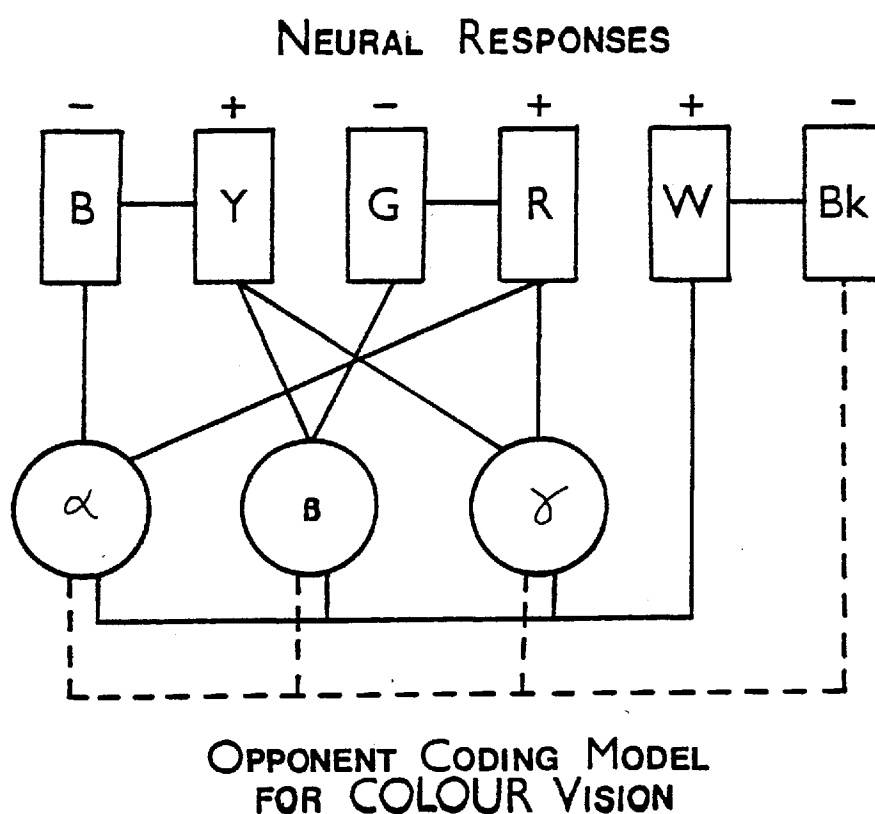 NEURAL RESPONSES
− + − + + −
B Y G R W Bk
α B γ
OPPONENT CODING MODEL
FOR COLOUR VISION